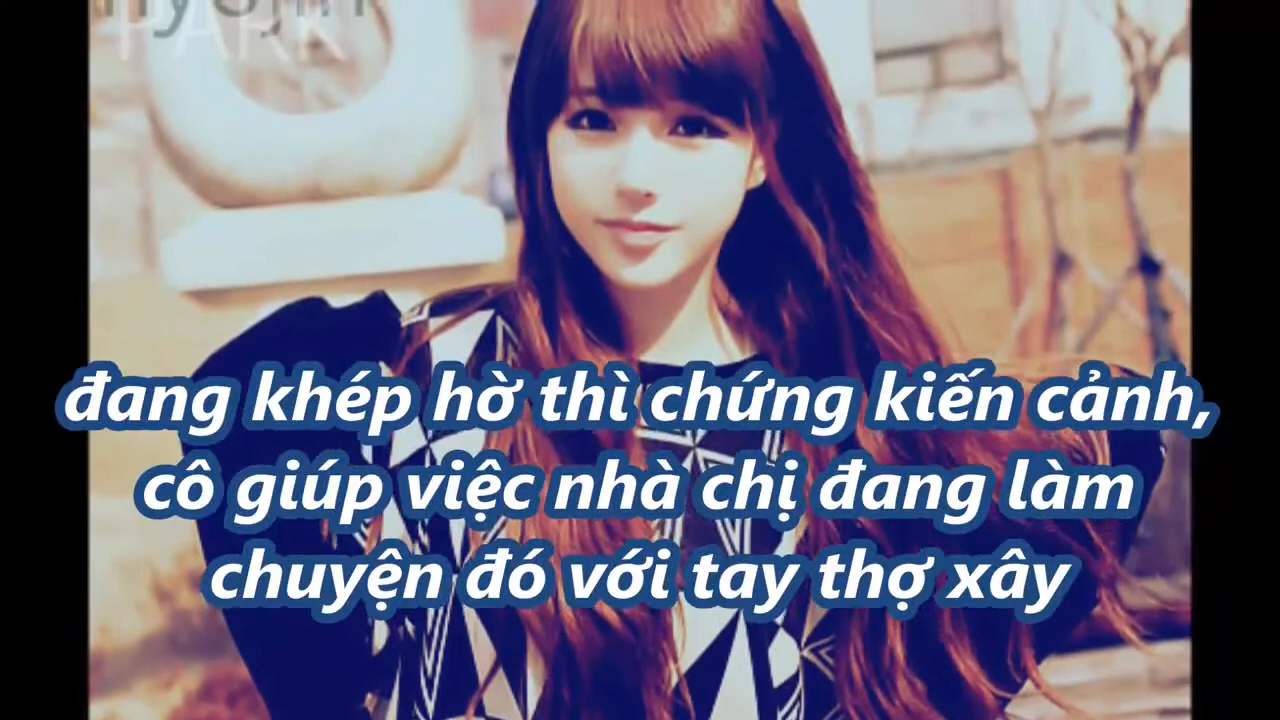 PARK
đang khép hờ thì chứng kiến cảnh,
cô giúp việc nhà chị đang làm
chuyện đó với tay thợ xây